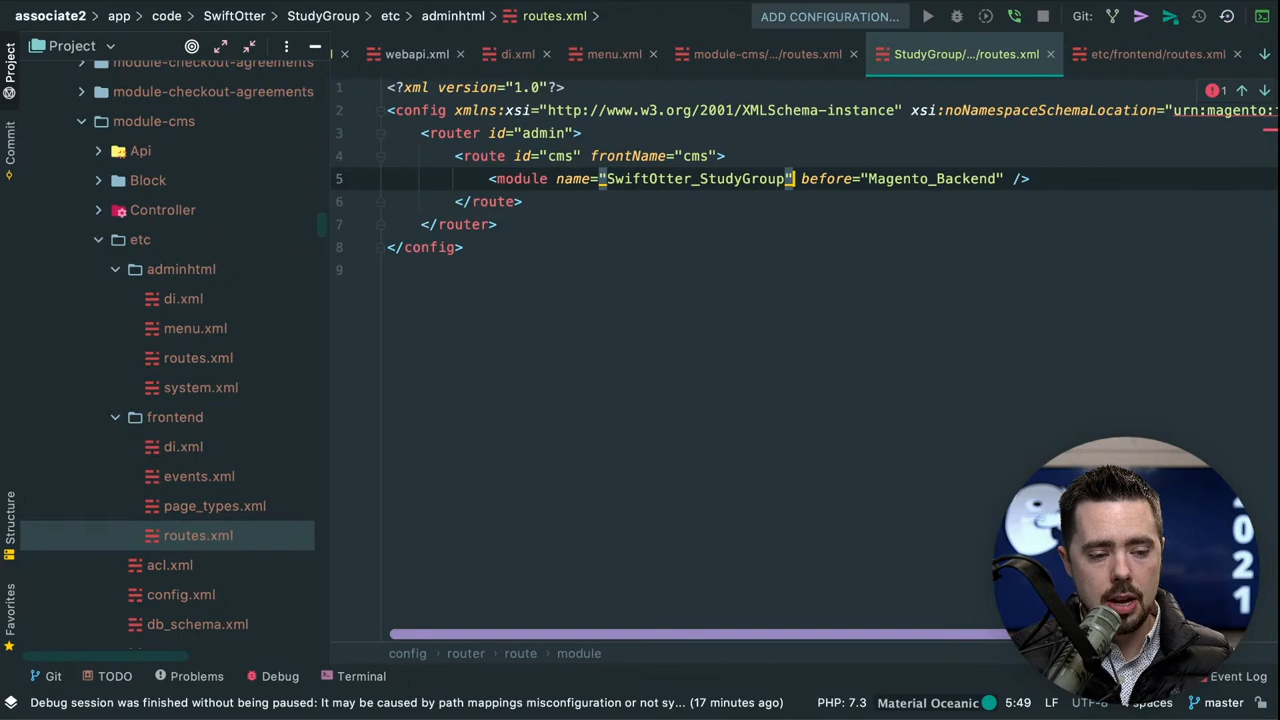 associate2 > app > code > SwiftOtter > StudyGroup > etc > adminhtml > routes.xml >
ADD CONFIGURATION...
Git:
Project
webapi.xml
di.xml
menu.xml
module-cms/.../routes.xml
StudyGroup/.../routes.xml
etc/frontend/routes.xml
module-checkout-agreements
module-checkout-agreements
module-cms
Api
Block
Controller
etc
adminhtml
di.xml
menu.xml
routes.xml
system.xml
frontend
di.xml
events.xml
page_types.xml
routes.xml
acl.xml
config.xml
db_schema.xml
Project
Commit
Structure
Favorites
1 <?xml version="1.0"?>
2 <config xmlns:xsi="http://www.w3.org/2001/XMLSchema-instance" xsi:noNamespaceSchemaLocation="urn:magento:
3 <router id="admin">
4 <route id="cms" frontName="cms">
5 <module name="SwiftOtter_StudyGroup" before="Magento_Backend" />
6 </route>
7 </router>
8 </config>
9
1
2
0
2
1
config > router > route > module
Git
TODO
Problems
Debug
Terminal
Event Log
Debug session was finished without being paused: It may be caused by path mappings misconfiguration or not sy... (17 minutes ago)
PHP: 7.3
Material Oceanic
5:49
LF
UTF-8
spaces
master